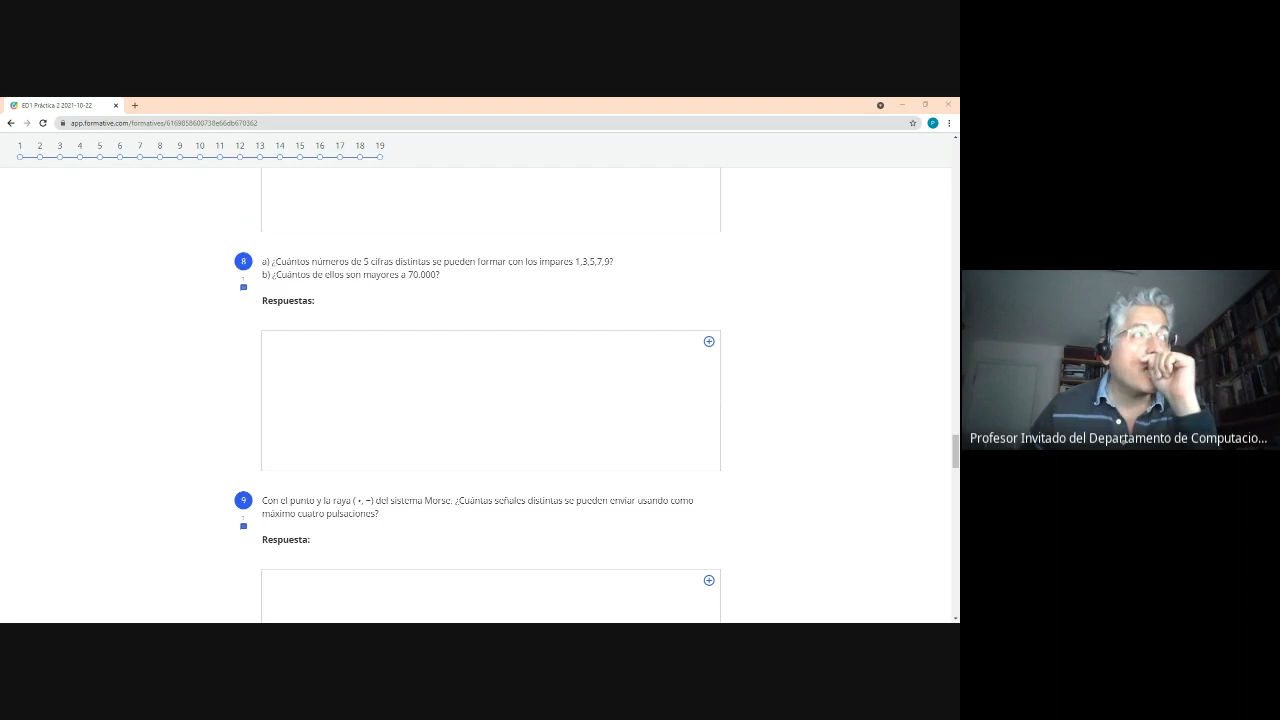 ED1 Práctica 2 2021-10-22
app.formative.com/formatives/6169858600738e66db670362
1 2 3 4 5 6 7 8 9 10 11 12 13 14 15 16 17 18 19
8
a) ¿Cuántos números de 5 cifras distintas se pueden formar con los impares 1,3,5,7,9?
1
b) ¿Cuántos de ellos son mayores a 70.000?
Respuestas:
9
Con el punto y la raya ( •, −) del sistema Morse. ¿Cuántas señales distintas se pueden enviar usando como
1
máximo cuatro pulsaciones?
Respuesta:
P
Profesor Invitado del Departamento de Computacio...